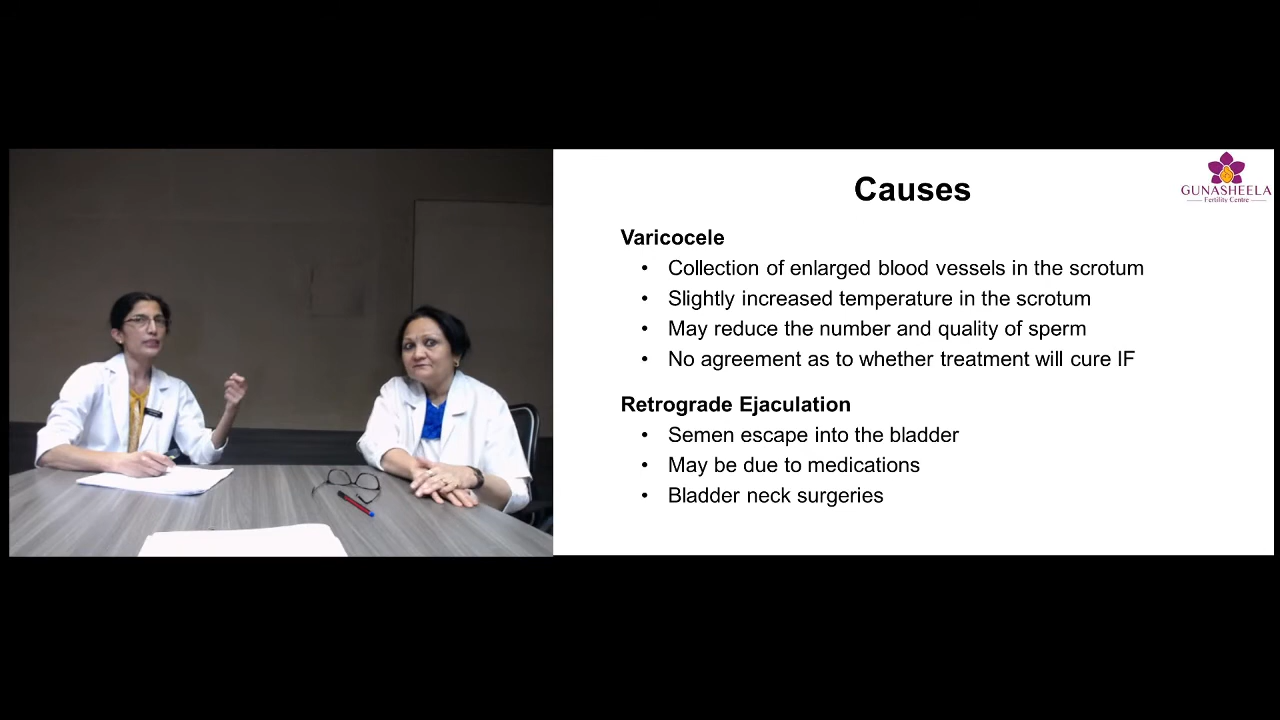 Causes
GUNASHEELA
Fertility Centre
Varicocele
• Collection of enlarged blood vessels in the scrotum
• Slightly increased temperature in the scrotum
• May reduce the number and quality of sperm
• No agreement as to whether treatment will cure IF
Retrograde Ejaculation
• Semen escape into the bladder
• May be due to medications
• Bladder neck surgeries